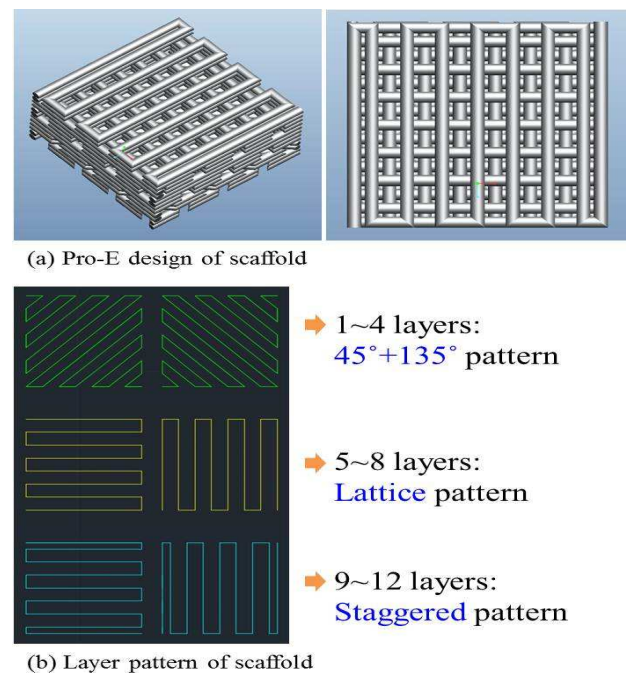 (a) Pro-E design of scaffold
1~4 layers:
45˚+135˚ pattern
5~8 layers:
Lattice pattern
9~12 layers:
Staggered pattern
(b) Layer pattern of scaffold